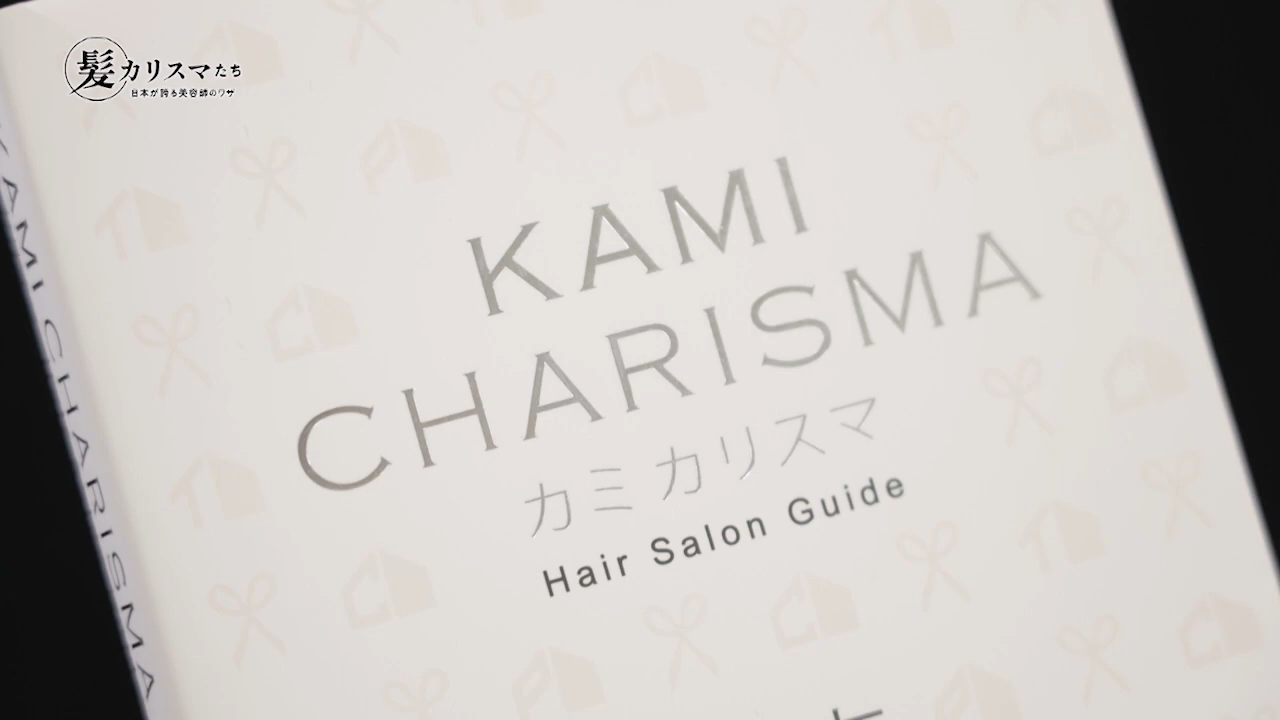 髪カリスマたち
日本が誇る美容師のワザ
KAMI
CHARISMA
カミカリスマ
Hair Salon Guide
KAMI CHARISMA